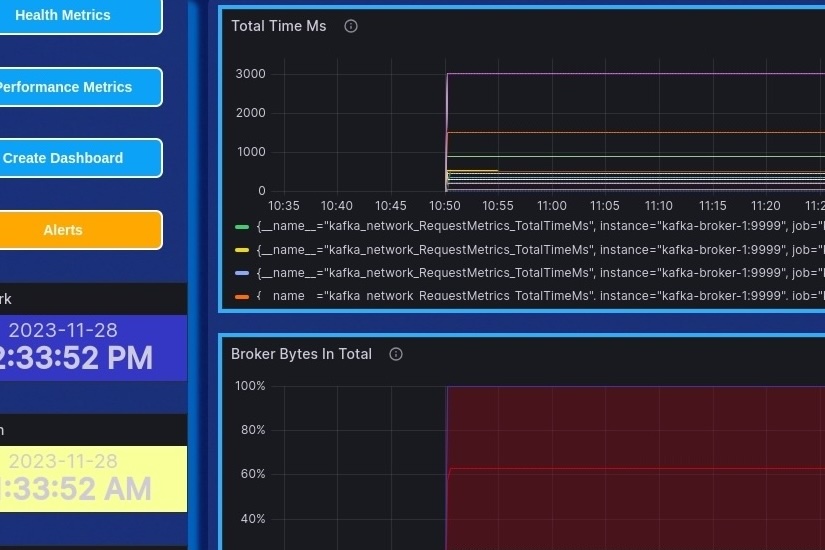 Health Metrics
Performance Metrics
Create Dashboard
Alerts
2023-11-28
:33:52 PM
2023-11-28
:33:52 AM
Total Time Ms
3000
2000
1000
0
10:35 10:40 10:45 10:50 10:55 11:00 11:05 11:10 11:15 11:20
{__name__="kafka_network_RequestMetrics_TotalTimeMs", instance="kafka-broker-1:9999", job="
{__name__="kafka_network_RequestMetrics_TotalTimeMs", instance="kafka-broker-1:9999", job="
{__name__="kafka_network_RequestMetrics_TotalTimeMs", instance="kafka-broker-1:9999", job="
{__name__="kafka_network_RequestMetrics_TotalTimeMs", instance="kafka-broker-1:9999", job="
Broker Bytes In Total
100%
80%
60%
40%